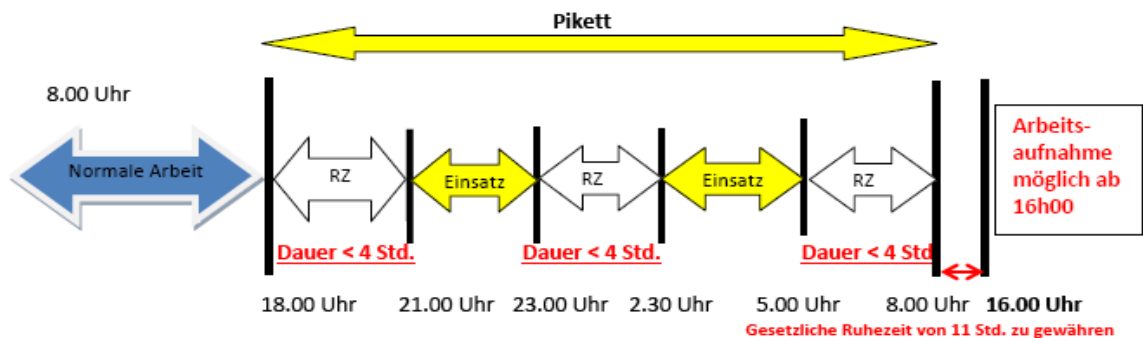 Pikett
8.00 Uhr
Normale Arbeit
RZ
Einsatz
RZ
Einsatz
RZ
Arbeits-
aufnahme
möglich ab
16h00
Dauer < 4 Std.
Dauer < 4 Std.
Dauer < 4 Std
18.00 Uhr
21.00 Uhr
23.00 Uhr
2.30 Uhr
5.00 Uhr
8.00 Uhr
16.00 Uhr
Gesetzliche Ruhezeit von 11 Std. zu gewähren